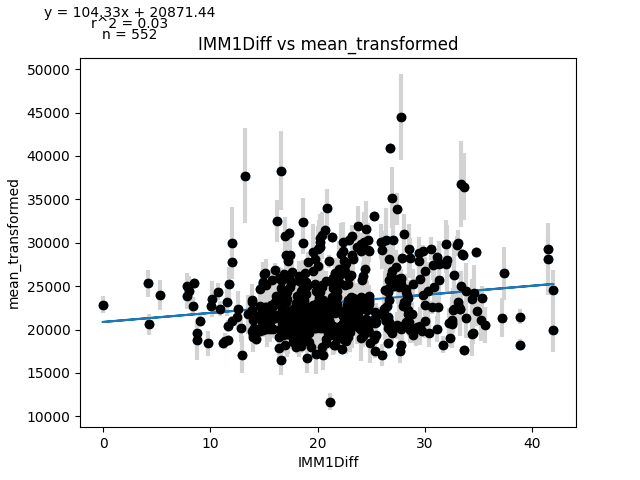 y = 104.33x + 20871.44
r^2 = 0.03
n = 552
IMM1Diff vs mean_transformed
50000
45000
40000
35000
30000
25000
20000
15000
10000
mean_transformed
0 10 20 30 40
IMM1Diff